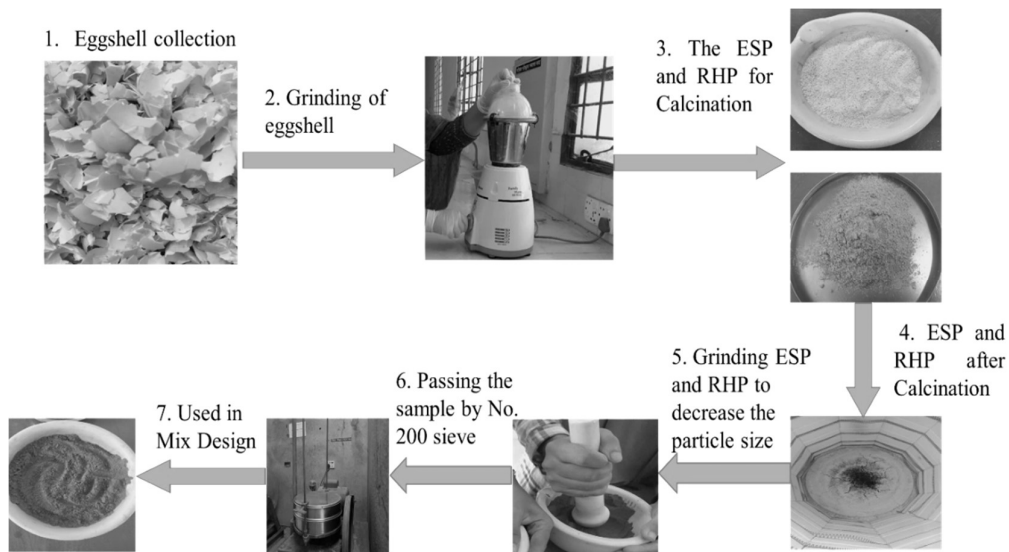 1. Eggshell collection
2. Grinding of
eggshell
3. The ESP
and RHP for
Calcination
4. ESP and
RHP after
Calcination
5. Grinding ESP
and RHP to
decrease the
particle size
6. Passing the
sample by No.
200 sieve
7. Used in
Mix Design